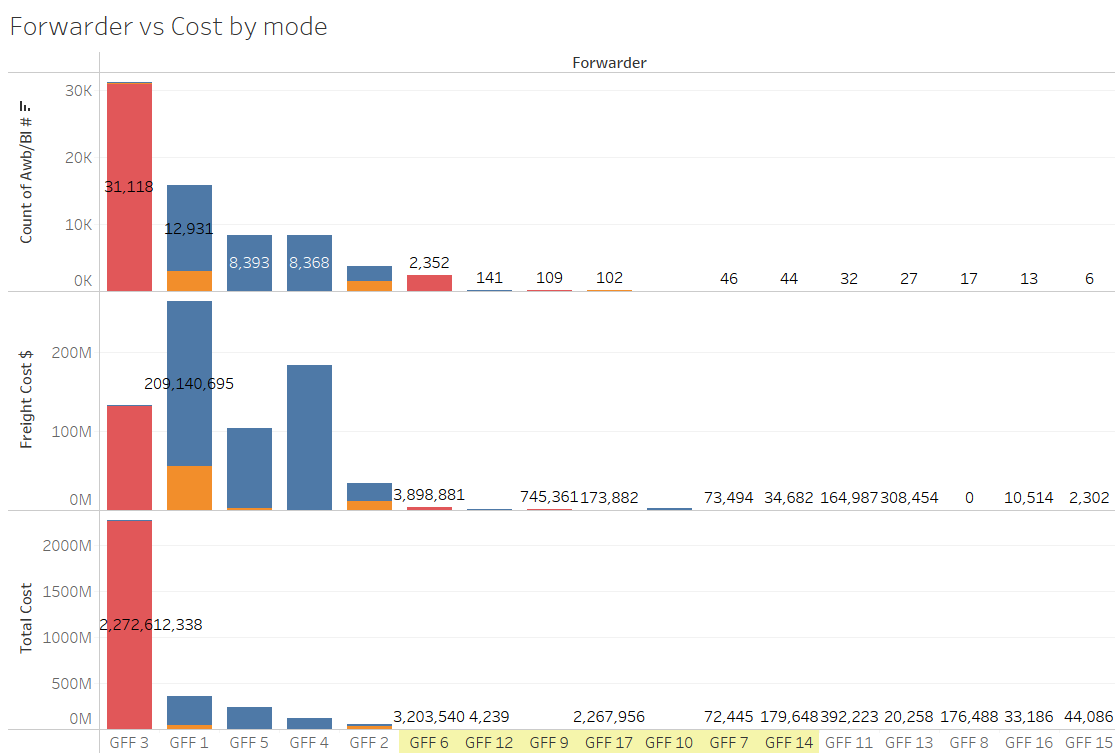 Forwarder vs Cost by mode
Forwarder
Count of Awb/Bl #
30K
20K
10K
0K
31,118
12,931
8,393
8,368
2,352
141
109
102
46
44
32
27
17
13
6
Freight Cost $
200M
100M
0M
209,140,695
3,898,881
745,361
173,882
73,494
34,682
164,987
308,454
0
10,514
2,302
Total Cost
2000M
1500M
1000M
500M
0M
2,272,612,338
3,203,540
4,239
2,267,956
72,445
179,648
392,223
20,258
176,488
33,186
44,086
GFF 3 GFF 1 GFF 5 GFF 4 GFF 2 GFF 6 GFF 12 GFF 9 GFF 17 GFF 10 GFF 7 GFF 14 GFF 11 GFF 13 GFF 8 GFF 16 GFF 15